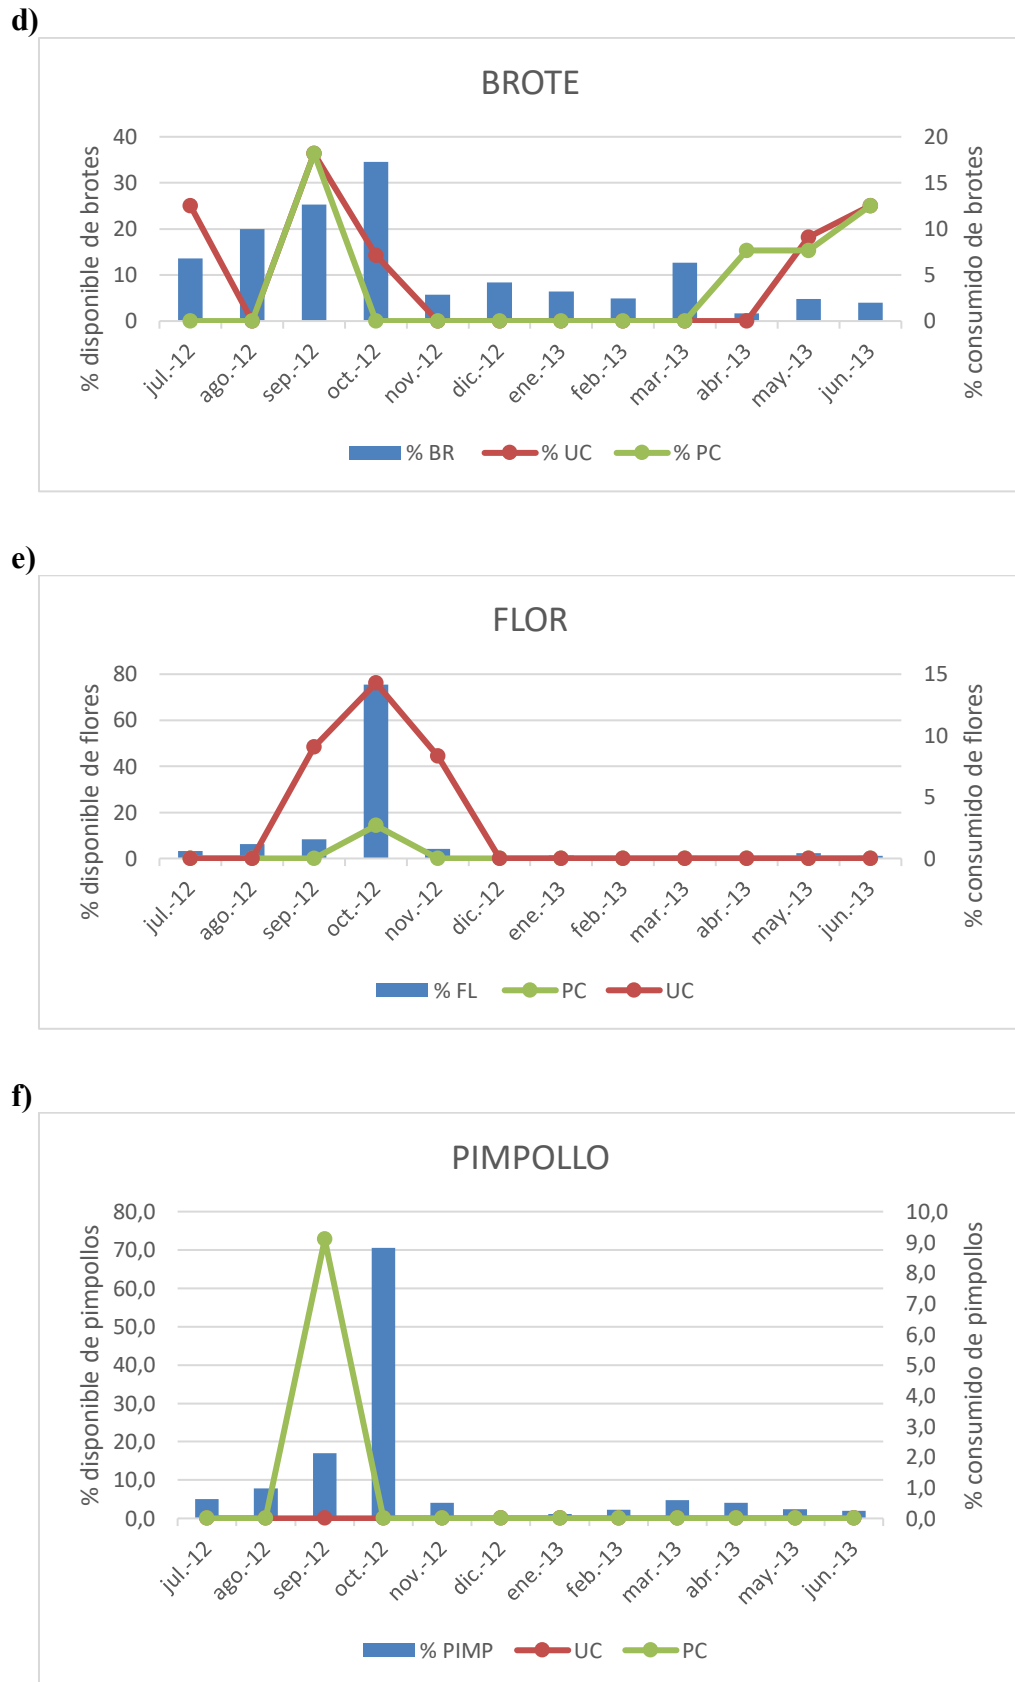 d)
BROTE
% disponible de brotes
40
30
20
10
0
20
15
10
5
0
% consumido de brotes
jul.-12
ago.-12
sep.-12
oct.-12
nov.-12
dic.-12
ene.-13
feb.-13
mar.-13
abr.-13
may.-13
jun.-13
% BR % UC % PC
e)
FLOR
% disponible de flores
80
60
40
20
0
15
10
5
0
% consumido de flores
jul.-12
ago.-12
sep.-12
oct.-12
nov.-12
dic.-12
ene.-13
feb.-13
mar.-13
abr.-13
may.-13
jun.-13
% FL PC UC
f)
PIMPOLLO
% disponible de pimpollos
80,0
70,0
60,0
50,0
40,0
30,0
20,0
10,0
0,0
10,0
9,0
8,0
7,0
6,0
5,0
4,0
3,0
2,0
1,0
0,0
% consumido de pimpollos
jul.-12
ago.-12
sep.-12
oct.-12
nov.-12
dic.-12
ene.-13
feb.-13
mar.-13
abr.-13
may.-13
jun.-13
% PIMP UC PC